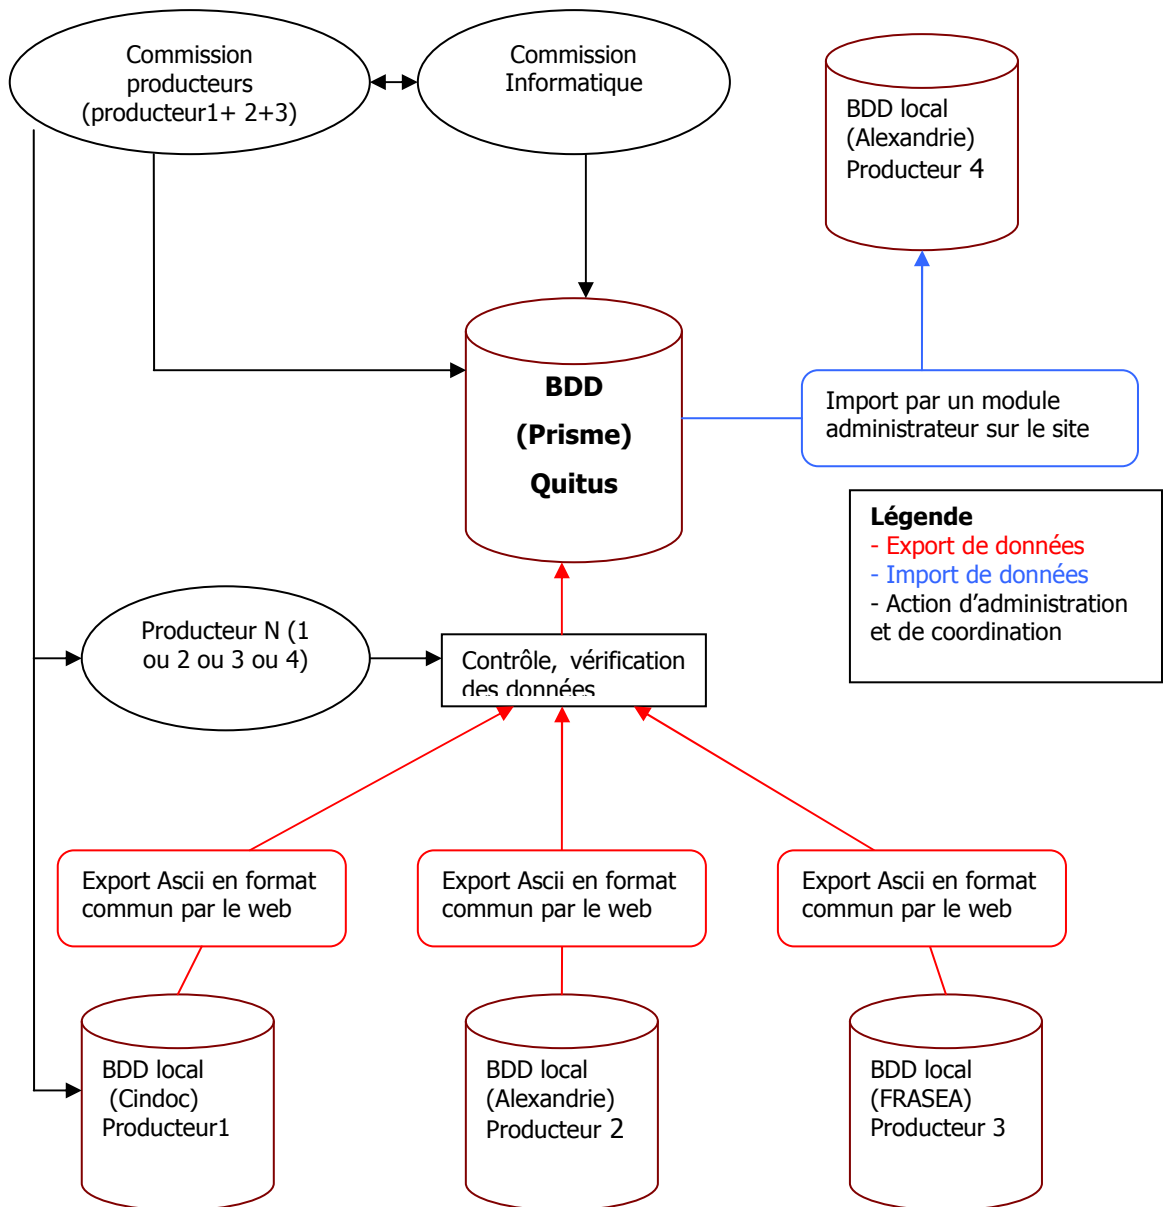 Commission
producteurs
(producteur1+ 2+3)
Commission
Informatique
BDD local
(Alexandrie)
Producteur 4
BDD
(Prisme)
Quitus
Import par un module
administrateur sur le site
Légende
- Export de données
- Import de données
- Action d'administration
et de coordination
Producteur N (1
ou 2 ou 3 ou 4)
Contrôle, vérification
des données
Export Ascii en format
commun par le web
Export Ascii en format
commun par le web
Export Ascii en format
commun par le web
BDD local
(Cindoc)
Producteur1
BDD local
(Alexandrie)
Producteur 2
BDD local
(FRASEA)
Producteur 3